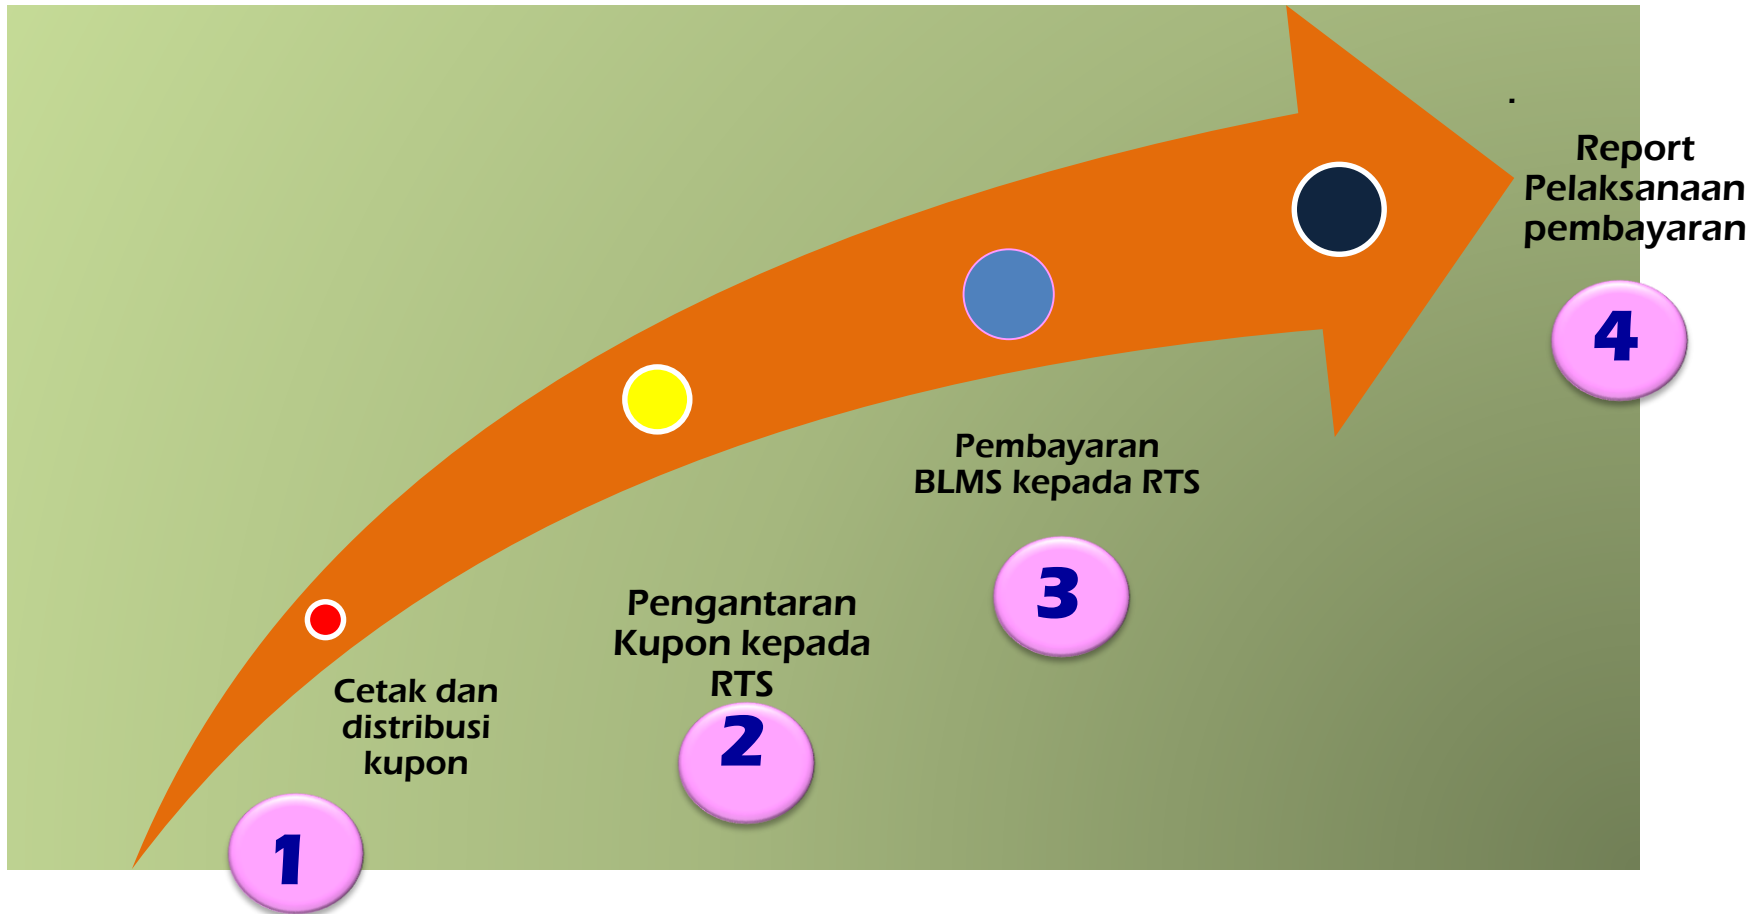 Cetak dan
distribusi
kupon
1
Pengantaran
Kupon kepada
RTS
2
Pembayaran
BLMS kepada RTS
3
.
Report
Pelaksanaan
pembayaran
4